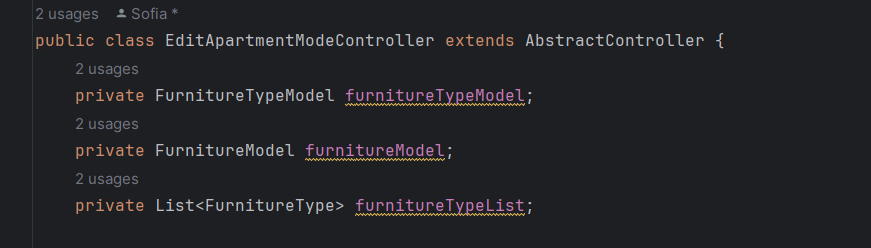 2 usages Sofia *
public class EditApartmentModeController extends AbstractController {
2 usages
private FurnitureTypeModel furnitureTypeModel;
2 usages
private FurnitureModel furnitureModel;
2 usages
private List<FurnitureType> furnitureTypeList;